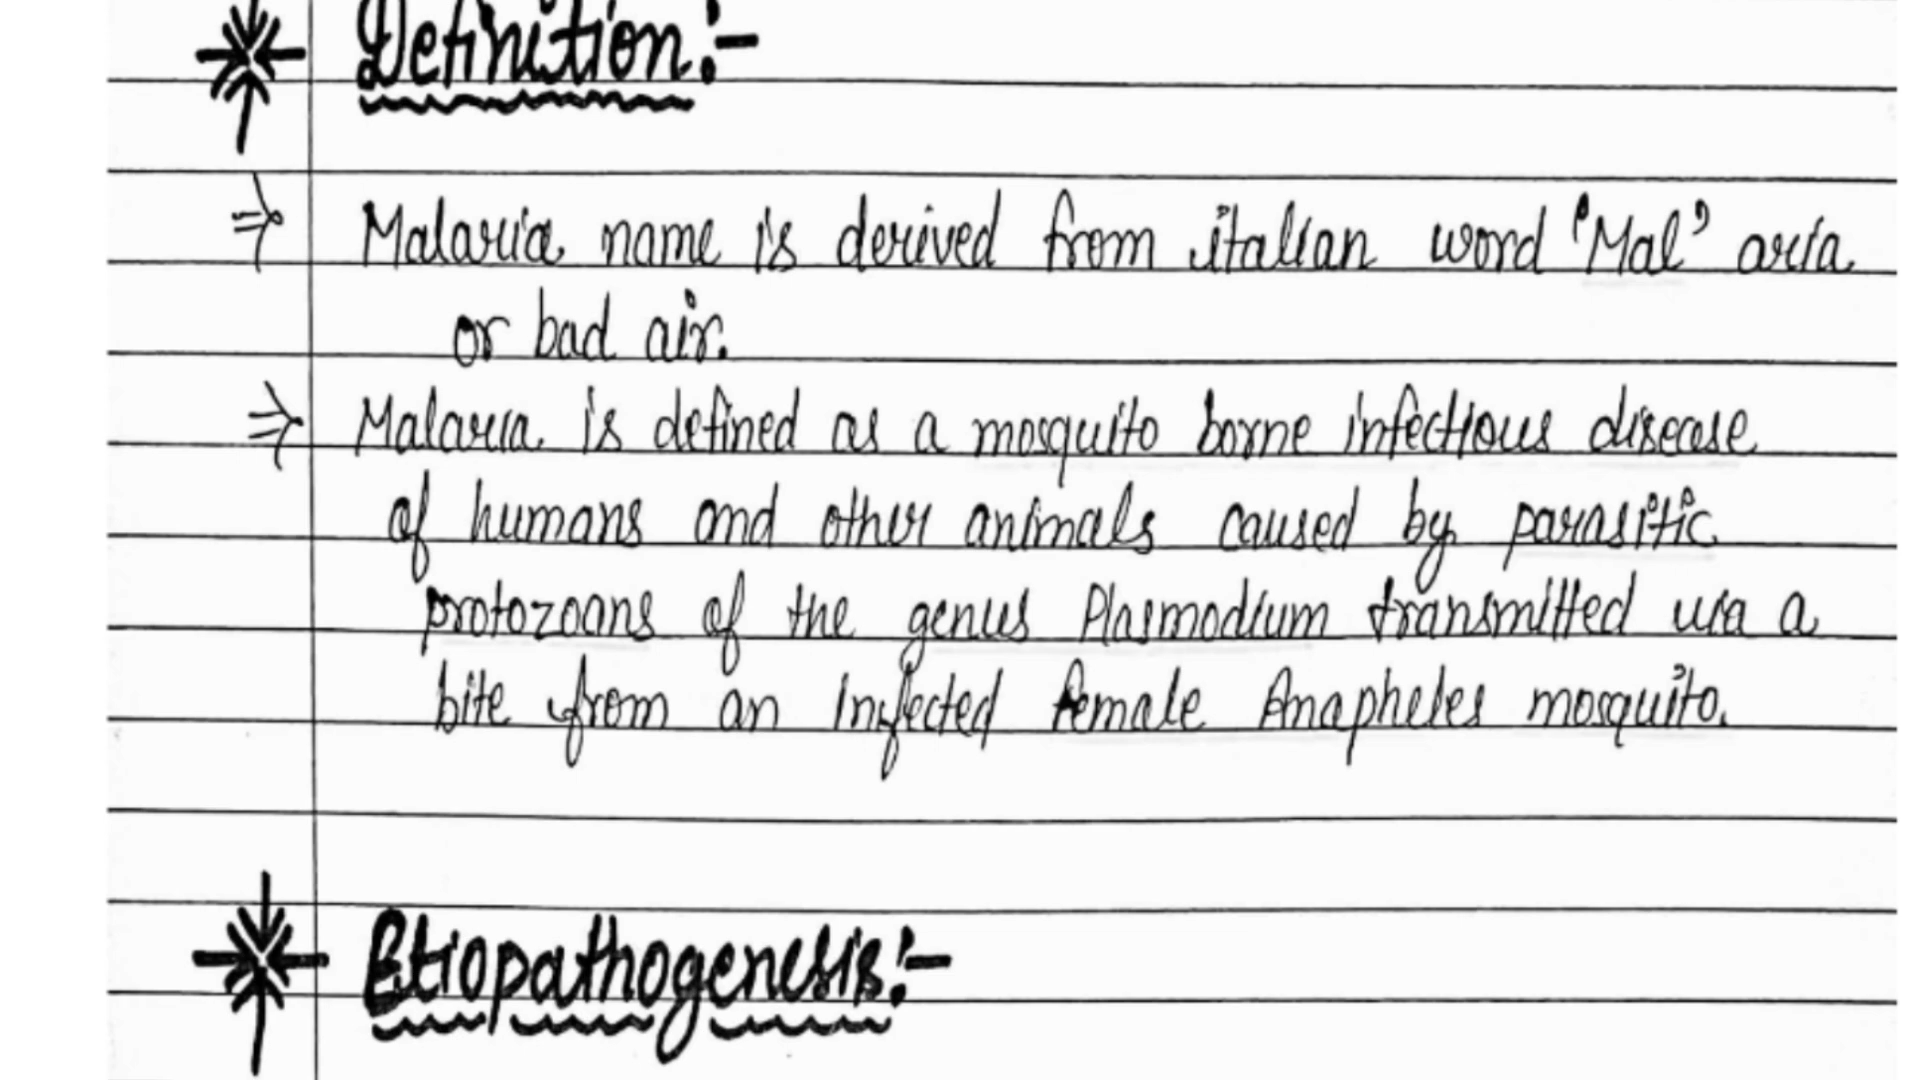 Definition:-
⇒ Malaria name is derived from italian word 'Mal' aria
or bad air.
⇒ Malaria is defined as a mosquito borne infectious disease
of humans and other animals caused by parasitic
protozoans of the genus Plasmodium transmitted via a
bite from an infected female Anapheles mosquito.
Etiopathogenesis:-